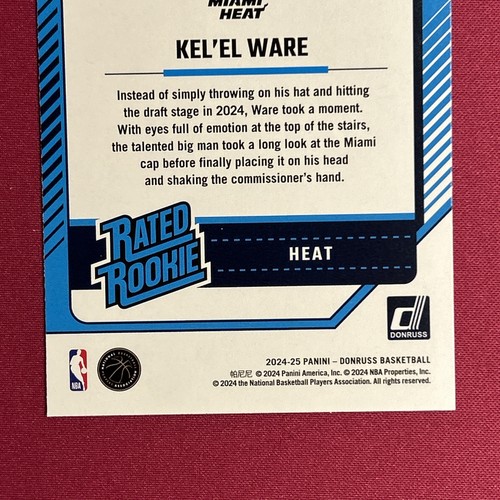 MIAMI
HEAT
KEL'EL WARE
Instead of simply throwing on his hat and hitting
the draft stage in 2024, Ware took a moment.
With eyes full of emotion at the top of the stairs,
the talented big man took a long look at the Miami
cap before finally placing it on his head
and shaking the commissioner's hand.
RATED
ROOKIE
HEAT
DONRUSS
2024-25 PANINI – DONRUSS BASKETBALL
帕尼尼 © 2024 Panini America, Inc. © 2024 NBA Properties, Inc.
© 2024 the National Basketball Players Association. All rights reserved.
NBA